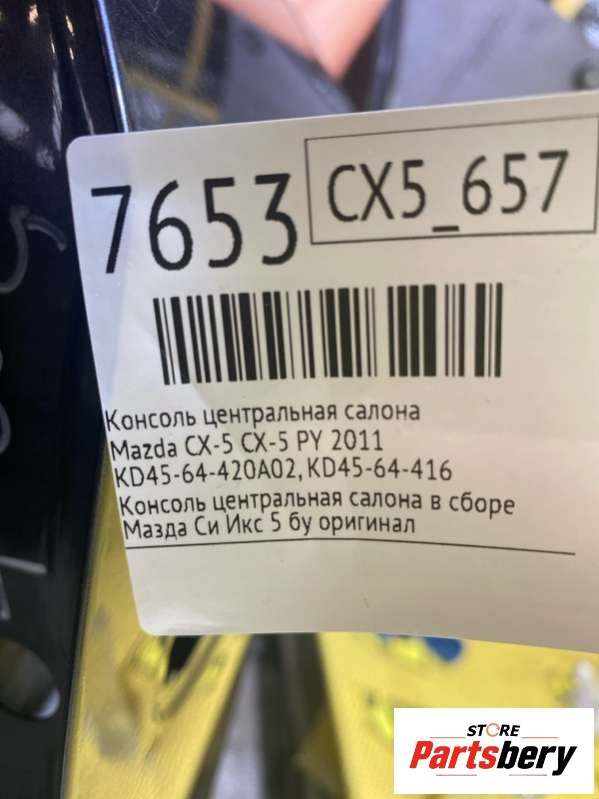 7653
CX5_657
Консоль центральная салона
Mazda CX-5 CX-5 PY 2011
KD45-64-420A02, KD45-64-416
Консоль центральная салона в сборе
Мазда Си Икс 5 бу оригинал
STORE
Partsbery